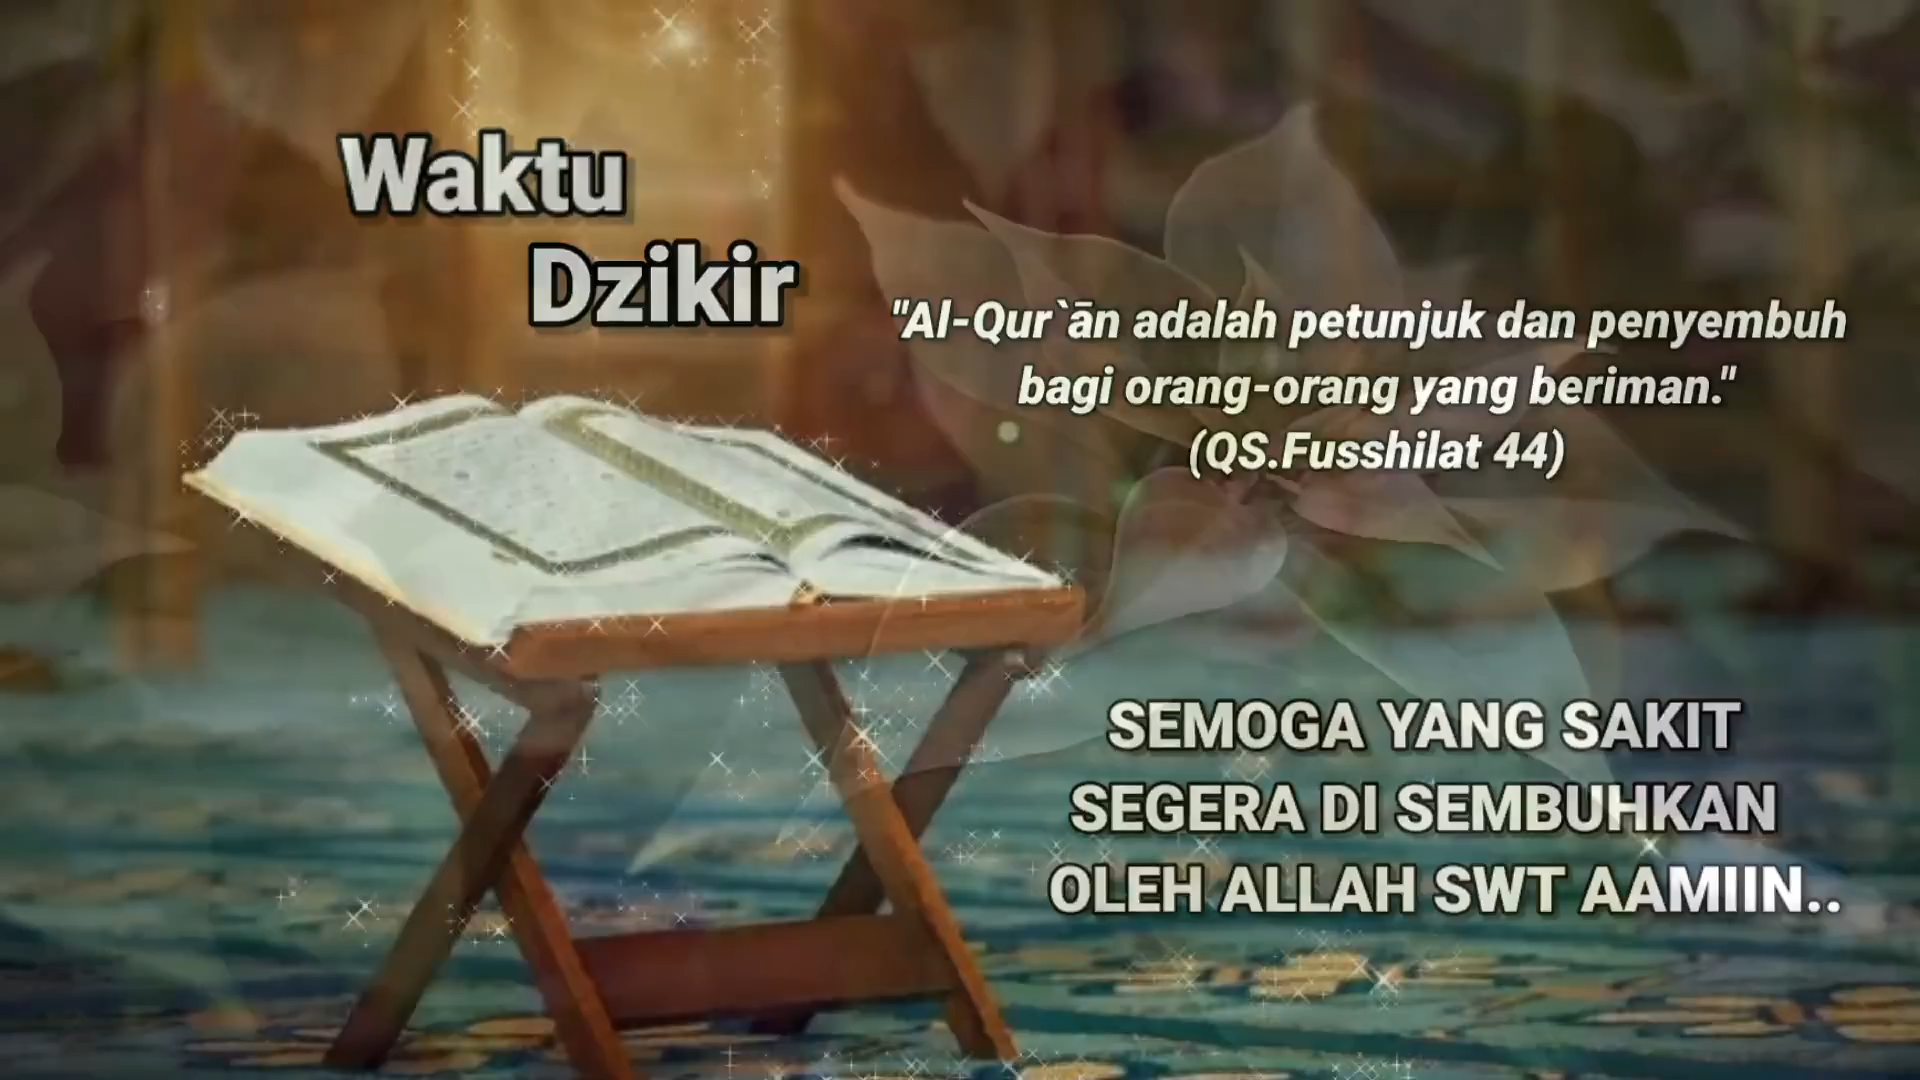 Waktu
Dzikir
"Al-Qur`ān adalah petunjuk dan penyembuh
bagi orang-orang yang beriman."
(QS.Fusshilat 44)
SEMOGA YANG SAKIT
SEGERA DI SEMBUHKAN
OLEH ALLAH SWT AAMIIN..